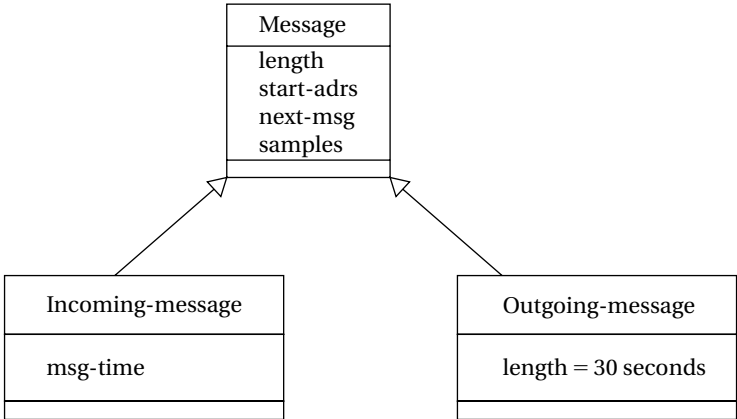 Message
length
start-adrs
next-msg
samples
Incoming-message
msg-time
Outgoing-message
length = 30 seconds